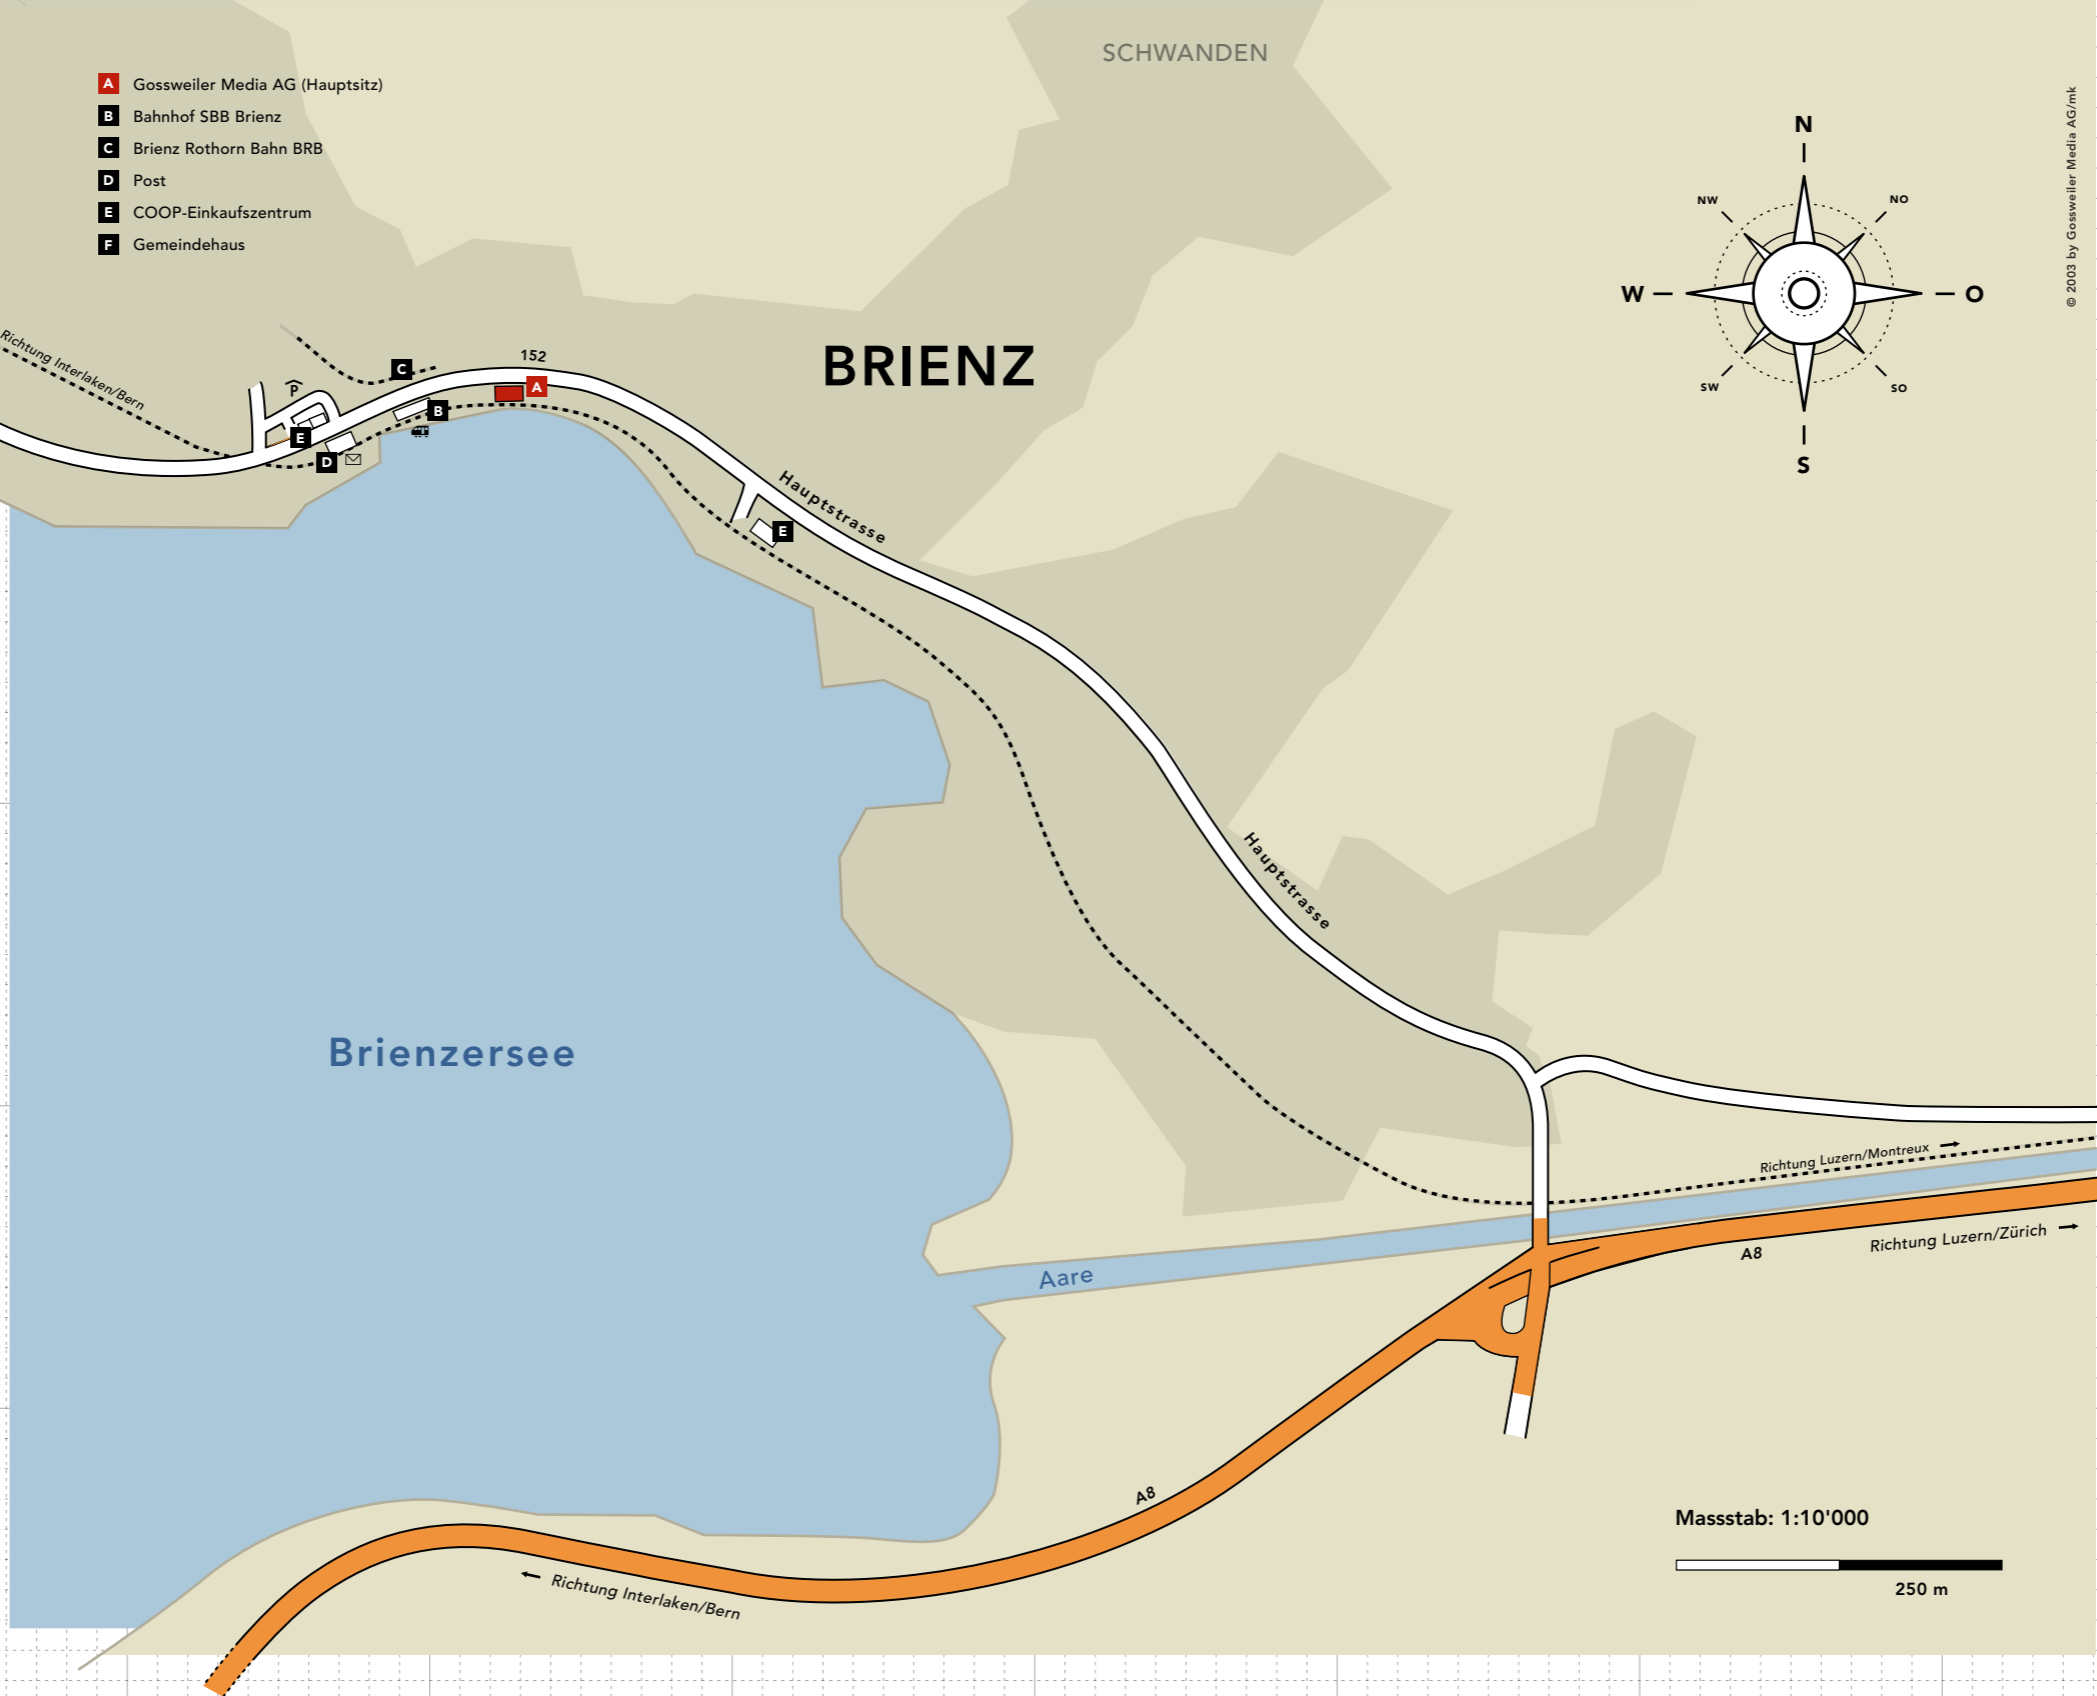 SCHWANDEN
A Gossweiler Media AG (Hauptsitz)
B Bahnhof SBB Brienz
C Brienz Rothorn Bahn BRB
D Post
E COOP-Einkaufszentrum
F Gemeindehaus
© 2003 by Gossweiler Media AG/mk
N
NW
NO
W
O
SW
SO
S
BRIENZ
Richtung Interlaken/Bern
152
C
A
P
B
E
D
Hauptstrasse
E
Hauptstrasse
Brienzersee
Richtung Luzern/Montreux
Richtung Luzern/Zürich
A8
Aare
A8
Massstab: 1:10'000
250 m
Richtung Interlaken/Bern